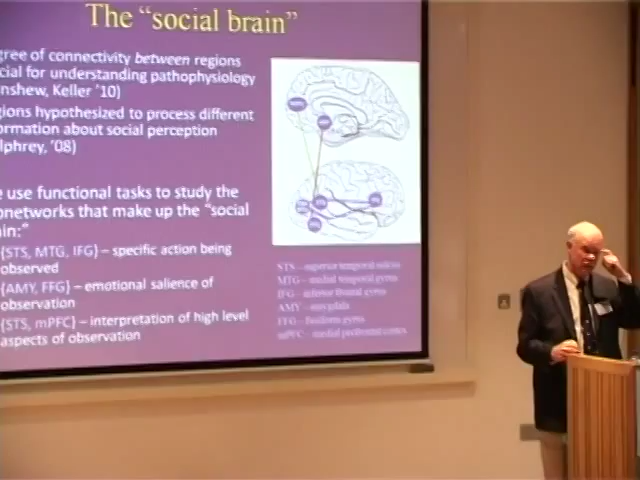 The "social brain"
gree of connectivity between regions
cial for understanding pathophysiology
nshew, Keller '10)
gions hypothesized to process different
ormation about social perception
lphrey, '08)
e use functional tasks to study the
onetworks that make up the "social
ain:"
{STS, MTG, IFG} – specific action being
observed
{AMY, FFG} – emotional salience of
observation
{STS, mPFC} – interpretation of high level
aspects of observation
STS – superior temporal sulcus
MTG – medial temporal gyrus
IFG – inferior frontal gyrus
AMY – amygdala
FFG – fusiform gyrus
mPFC – medial prefrontal cortex